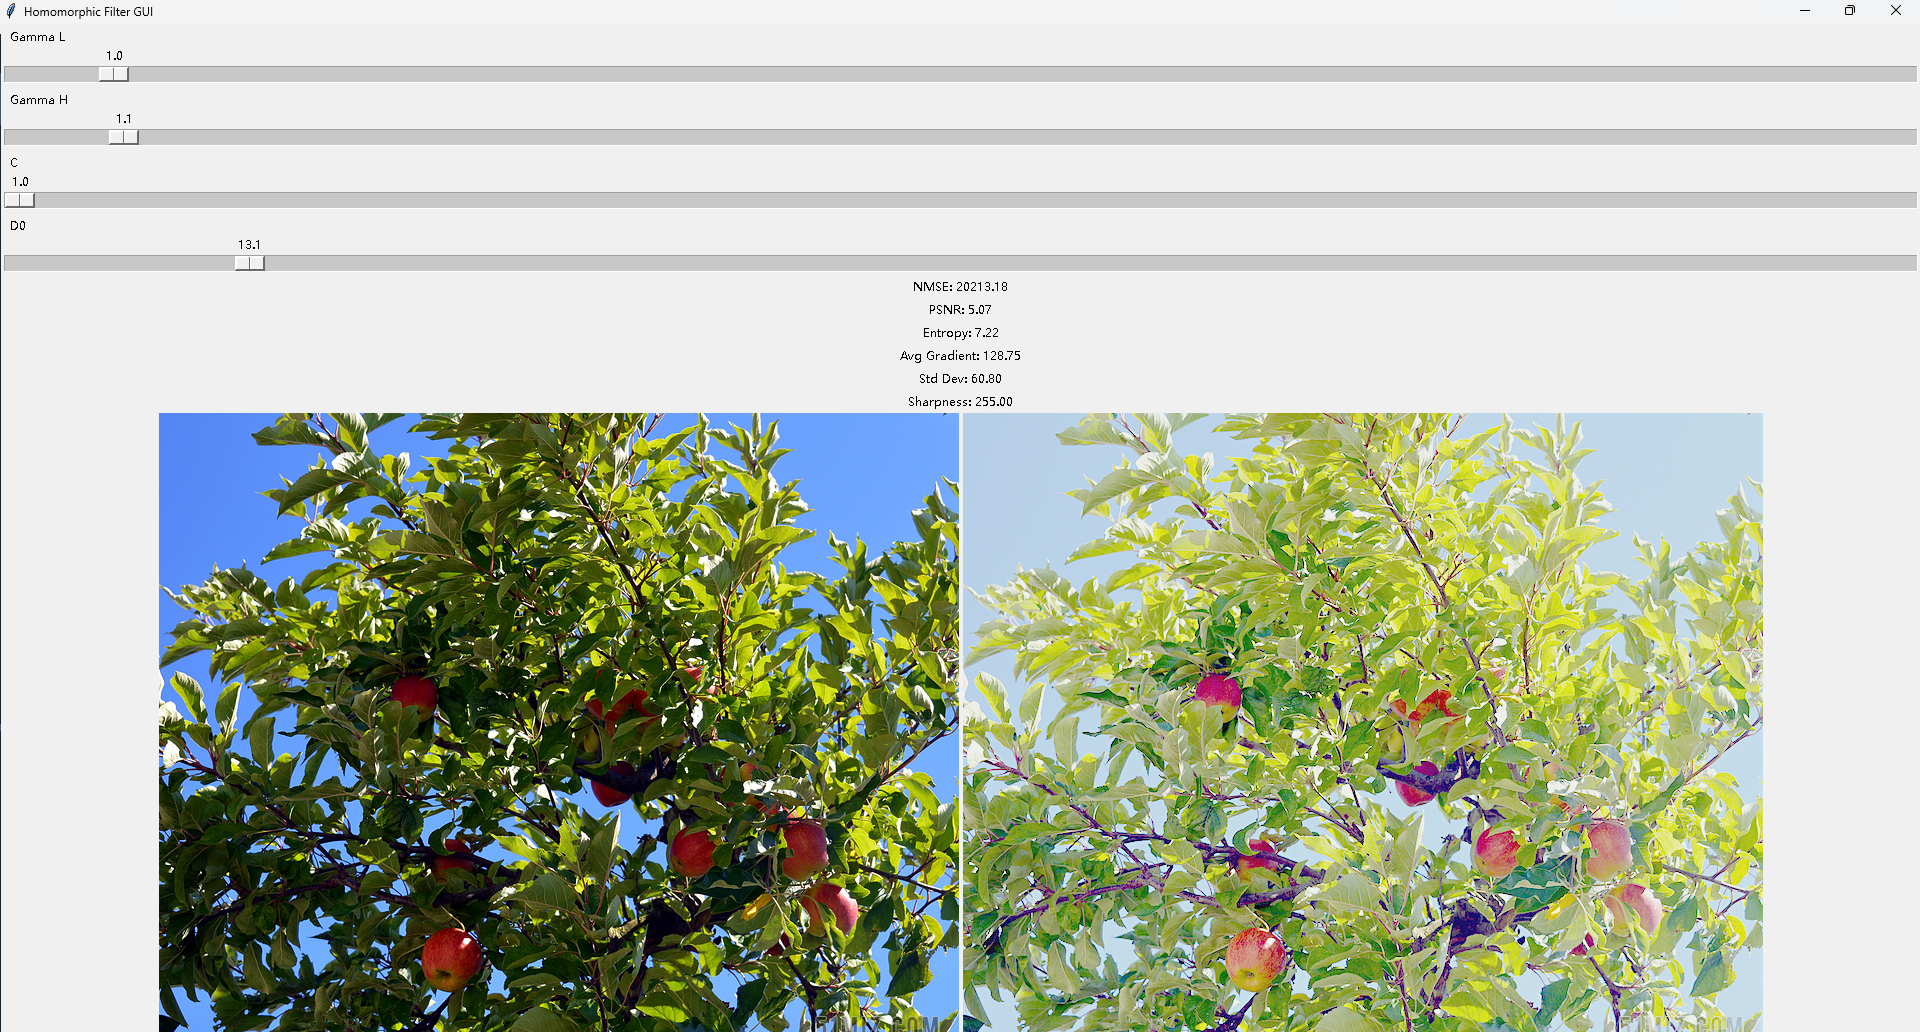 Homomorphic Filter GUI
Gamma L
1.0
Gamma H
1.1
C
1.0
D0
13.1
NMSE: 20213.18
PSNR: 5.07
Entropy: 7.22
Avg Gradient: 128.75
Std Dev: 60.80
Sharpness: 255.00